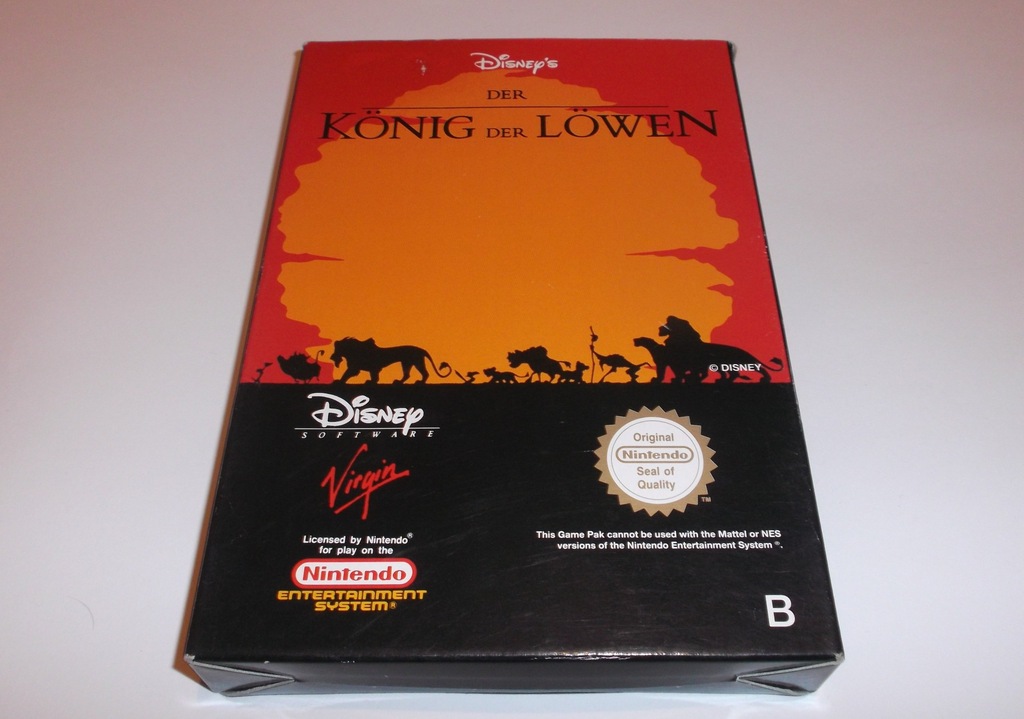 Disney's
DER
KÖNIG DER LÖWEN
© DISNEY
Disney
SOFTWARE
Virgin
Licensed by Nintendo®
for play on the
Nintendo
ENTERTAINMENT
SYSTEM®
Original
Nintendo
Seal of
Quality
TM
This Game Pak cannot be used with the Mattel or NES
versions of the Nintendo Entertainment System ®.
B